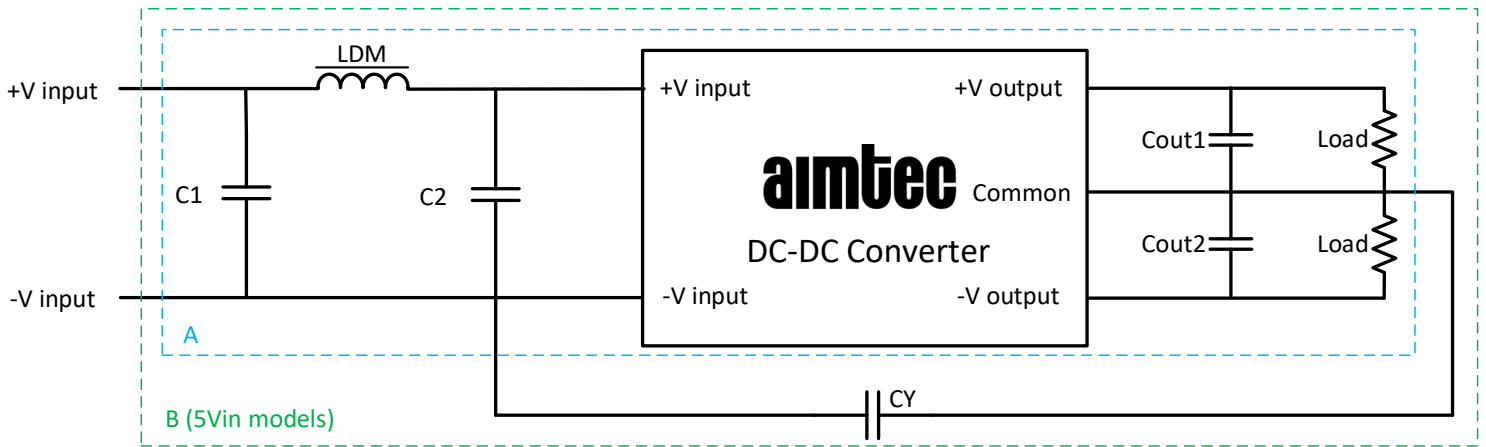 LDM
+V input
+V input
+V output
C1
C2
aimtec
DC-DC Converter
Common
Cout1
Load
Cout2
Load
-V input
-V input
-V output
A
B (5Vin models)
CY